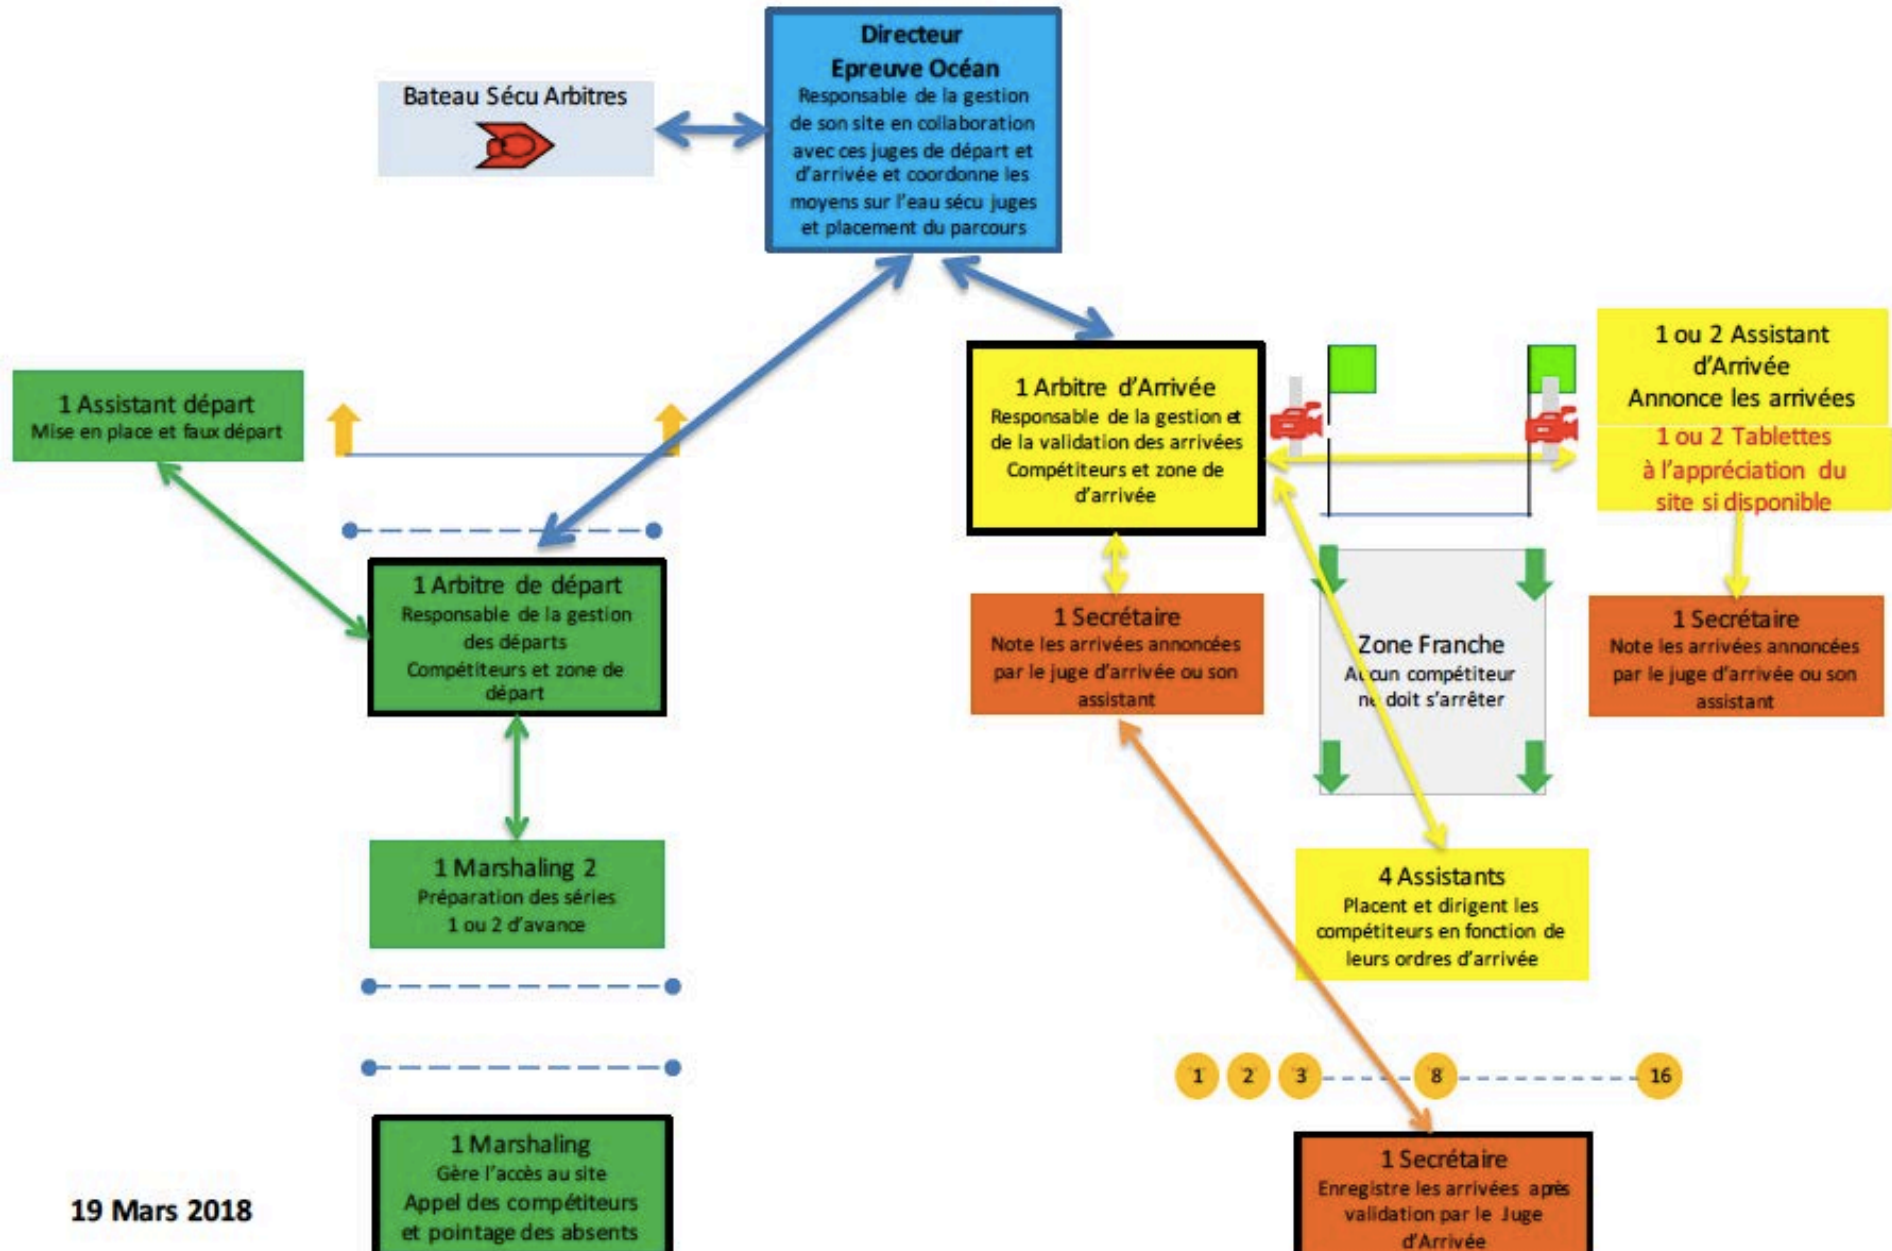 Directeur
Epreuve Océan
Responsable de la gestion
de son site en collaboration
avec ces juges de départ et
d'arrivée et coordonne les
moyens sur l'eau sécu juges
et placement du parcours
Bateau Sécu Arbitres
1 Assistant départ
Mise en place et faux départ
1 Arbitre de départ
Responsable de la gestion
des départs
Compétiteurs et zone de
départ
1 Marshaling 2
Préparation des séries
1 ou 2 d'avance
1 Marshaling
Gère l'accès au site
Appel des compétiteurs
et pointage des absents
19 Mars 2018
1 Arbitre d'Arrivée
Responsable de la gestion et
de la validation des arrivées
Compétiteurs et zone de
d'arrivée
1 ou 2 Assistant
d'Arrivée
Annonce les arrivées
1 ou 2 Tablettes
à l'appréciation du
site si disponible
1 Secrétaire
Note les arrivées annoncées
par le juge d'arrivée ou son
assistant
Zone Franche
Aucun compétiteur
ne doit s'arrêter
1 Secrétaire
Note les arrivées annoncées
par le juge d'arrivée ou son
assistant
4 Assistants
Placent et dirigent les
compétiteurs en fonction de
leurs ordres d'arrivée
1 2 3 8 16
1 Secrétaire
Enregistre les arrivées après
validation par le Juge
d'Arrivée